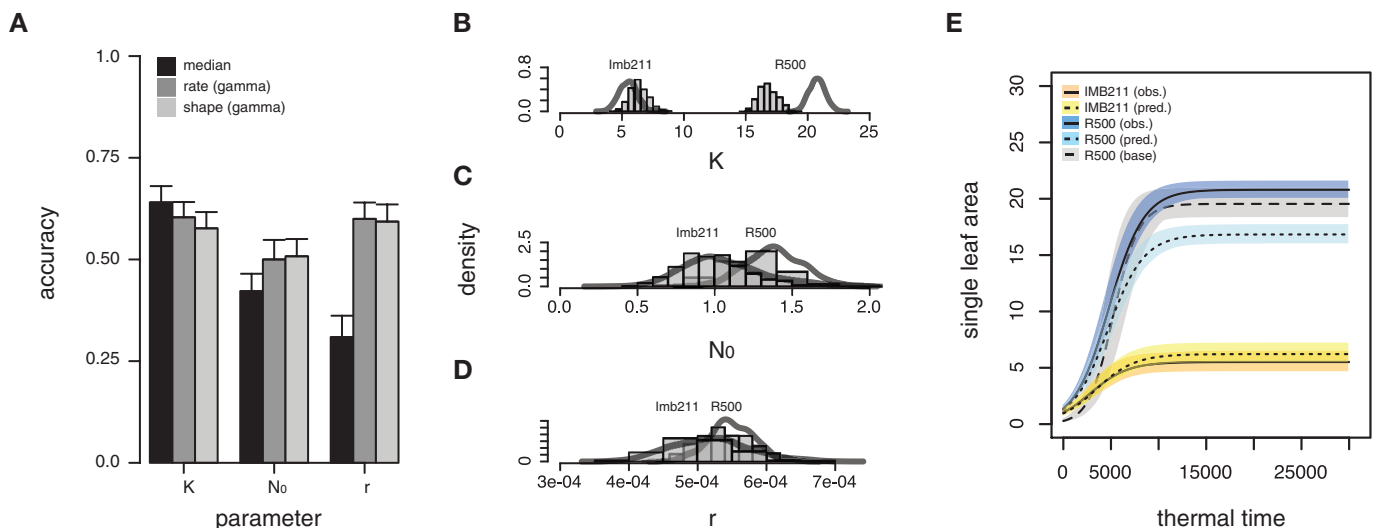 A
1.0
0.75
0.50
0.25
0.0
accuracy
median
rate (gamma)
shape (gamma)
K
N₀
r
parameter
B
0.8
0.0
Imb211
R500
0
5
10
15
20
25
K
C
density
2.5
0.0
Imb211
R500
0.0
0.5
1.0
1.5
2.0
N₀
D
0
Imb211
R500
3e-04
4e-04
5e-04
6e-04
7e-04
r
E
single leaf area
30
25
20
15
10
5
0
IMB211 (obs.)
IMB211 (pred.)
R500 (obs.)
R500 (pred.)
R500 (base)
0
5000
15000
25000
thermal time